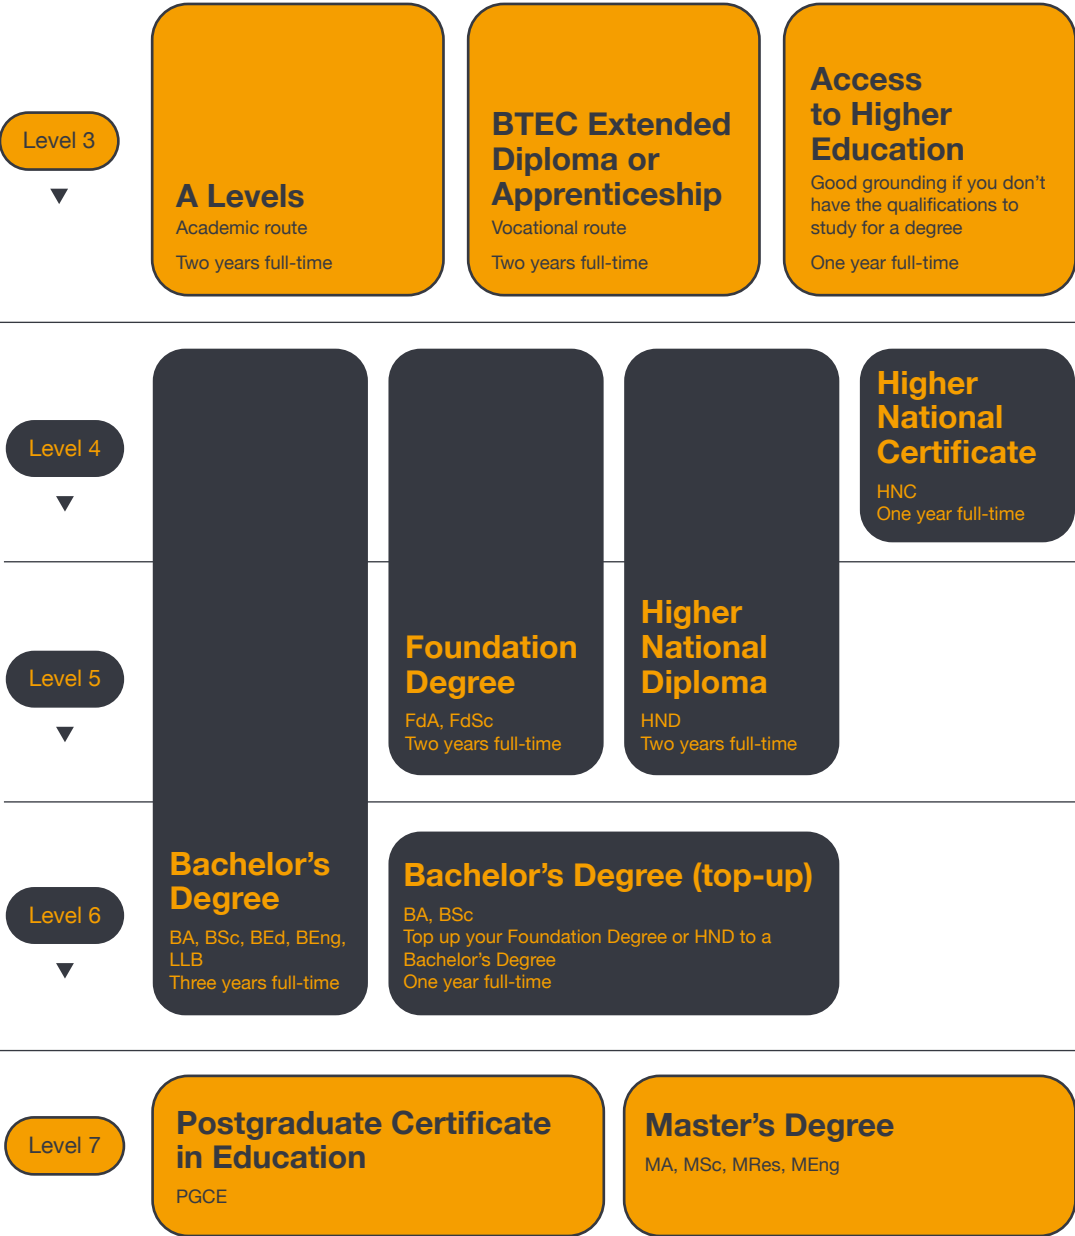 Level 3
A Levels
Academic route
Two years full-time
BTEC Extended
Diploma or
Apprenticeship
Vocational route
Two years full-time
Access
to Higher
Education
Good grounding if you don’t
have the qualifications to
study for a degree
One year full-time
Level 4
Higher
National
Certificate
HNC
One year full-time
Level 5
Foundation
Degree
FdA, FdSc
Two years full-time
Higher
National
Diploma
HND
Two years full-time
Level 6
Bachelor’s
Degree
BA, BSc, BEd, BEng,
LLB
Three years full-time
Bachelor’s Degree (top-up)
BA, BSc
Top up your Foundation Degree or HND to a
Bachelor’s Degree
One year full-time
Level 7
Postgraduate Certificate
in Education
PGCE
Master’s Degree
MA, MSc, MRes, MEng